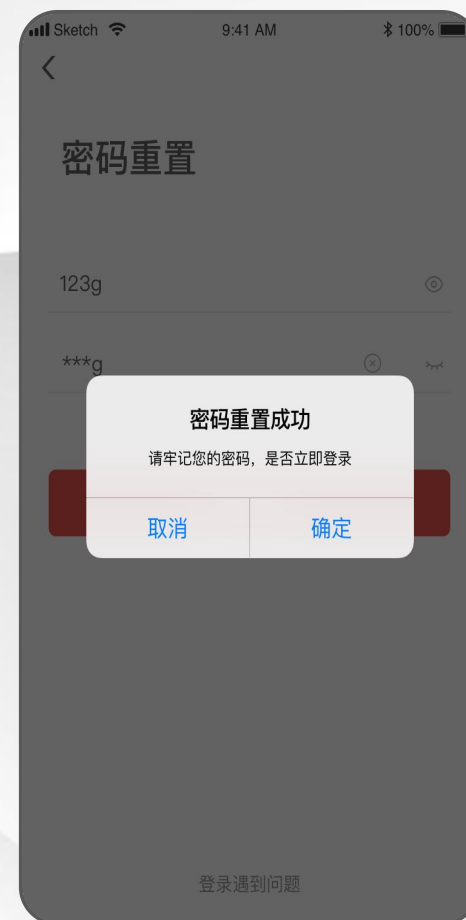 Sketch 9:41 AM 100%
密码重置
123g
***g
密码重置成功
请牢记您的密码，是否立即登录
取消 确定
登录遇到问题